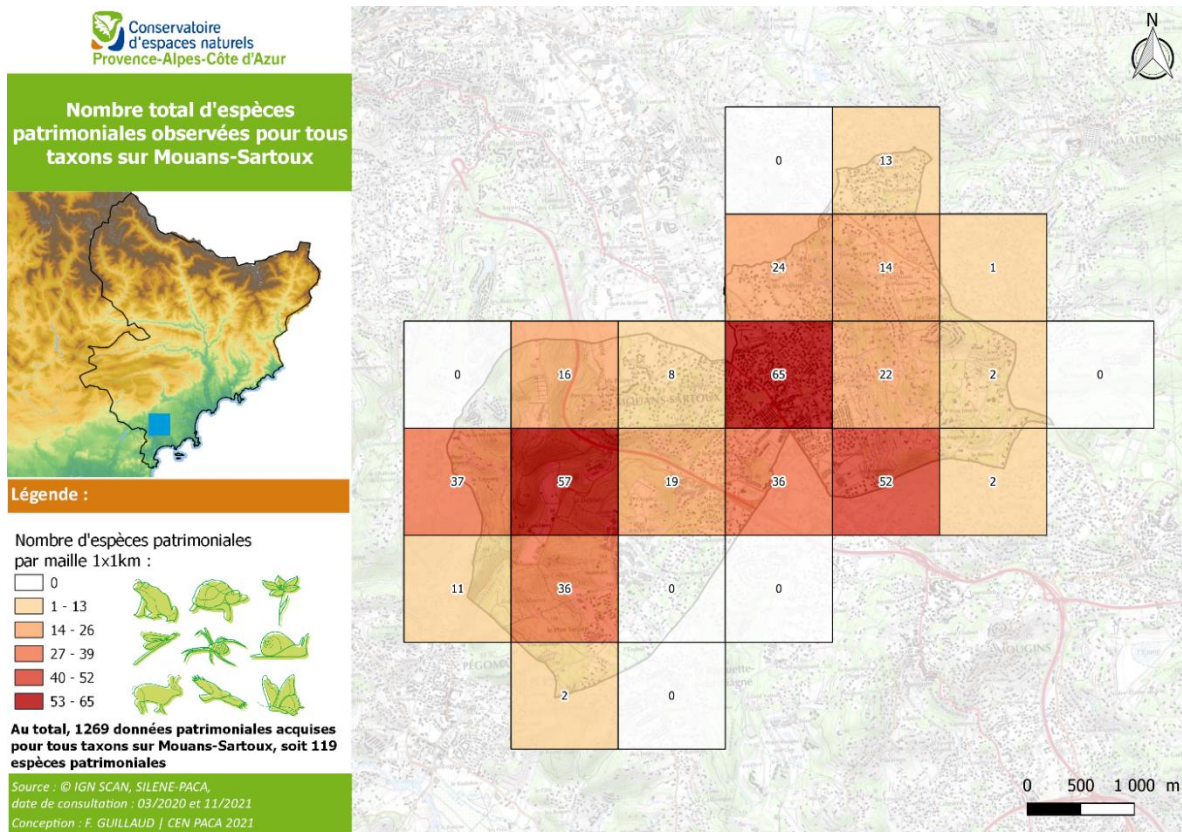 Conservatoire
d'espaces naturels
Provence-Alpes-Côte d'Azur
Nombre total d'espèces
patrimoniales observées pour tous
taxons sur Mouans-Sartoux
Légende :
Nombre d'espèces patrimoniales
par maille 1x1km :
0
1 - 13
14 - 26
27 - 39
40 - 52
53 - 65
Au total, 1269 données patrimoniales acquises
pour tous taxons sur Mouans-Sartoux, soit 119
espèces patrimoniales
Source : © IGN SCAN, SILENE-PACA,
date de consultation : 03/2020 et 11/2021
Conception : F. GUILLAUD | CEN PACA 2021
N
0 13
24 14 1
0 16 8 65 22 2 0
MOUANS-SARTOUX
37 57 19 36 52 2
11 36 0 0
2 0
MOUGINS
0 500 1 000 m